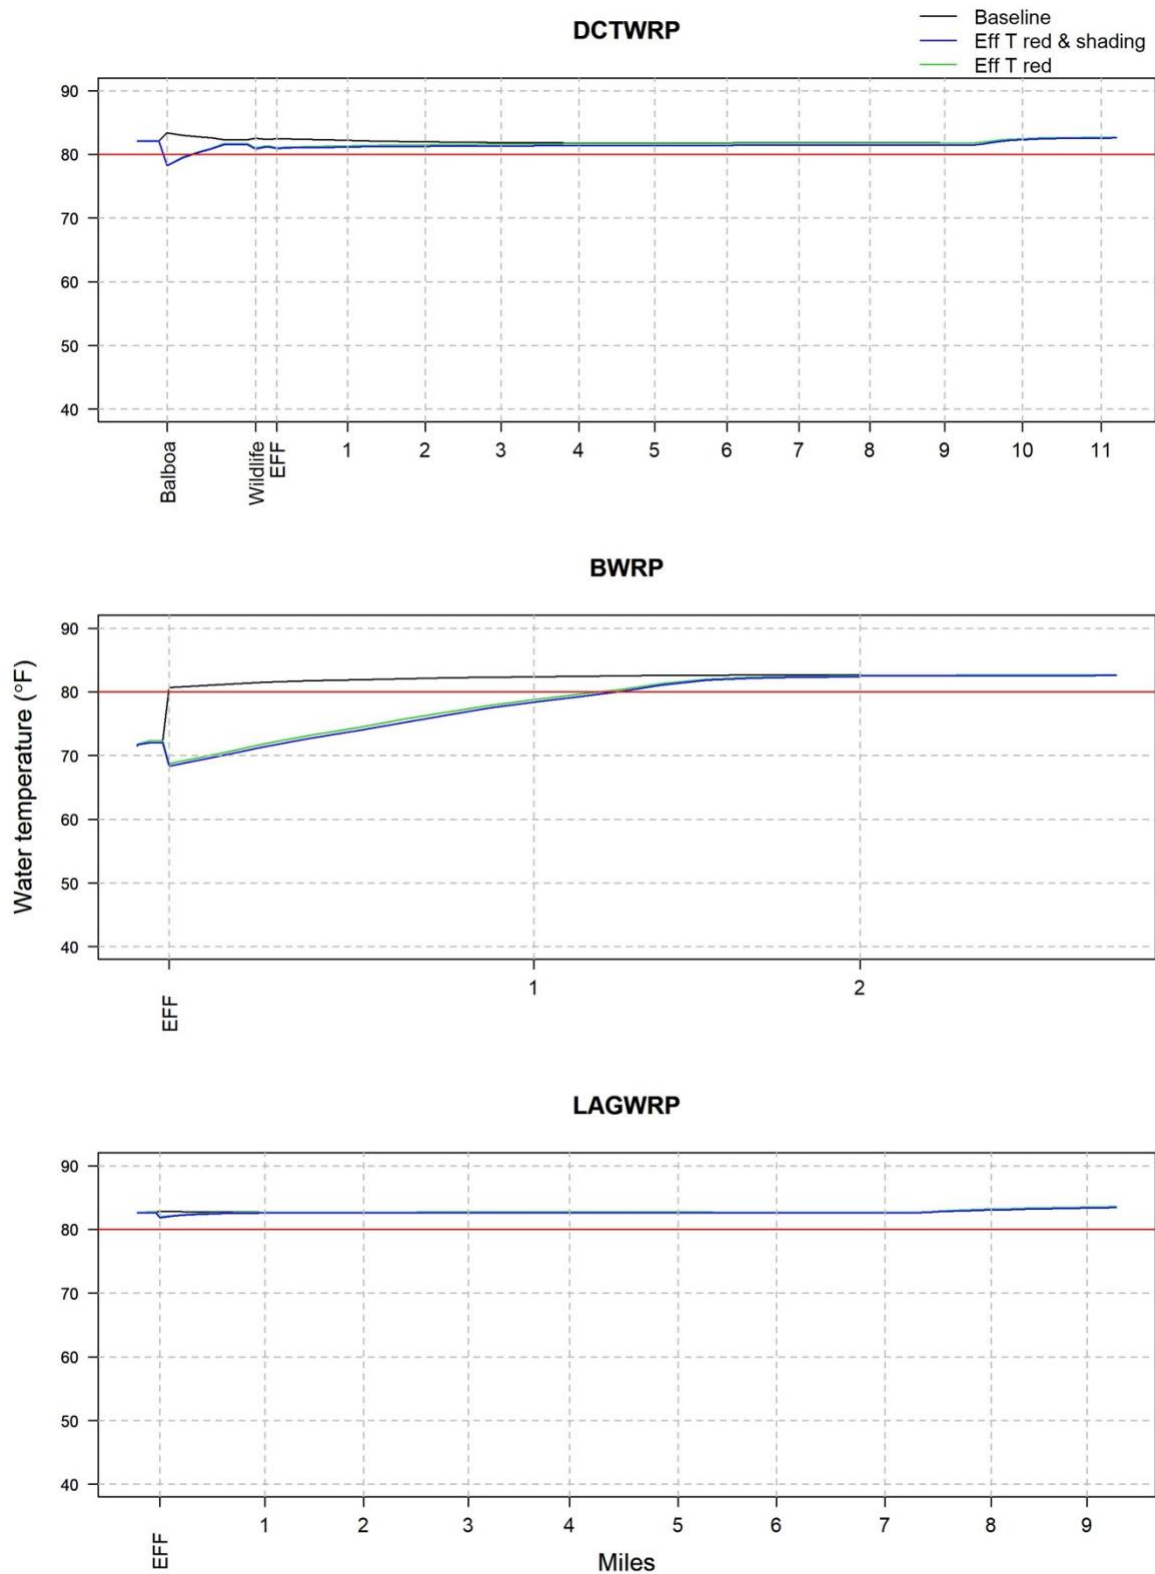 DCTWRP
Baseline
Eff T red & shading
Eff T red
90
80
70
60
50
40
Balboa
Wildlife
EFF
1 2 3 4 5 6 7 8 9 10 11
BWRP
Water temperature (°F)
90
80
70
60
50
40
EFF
1 2
LAGWRP
90
80
70
60
50
40
EFF
1 2 3 4 5 6 7 8 9
Miles